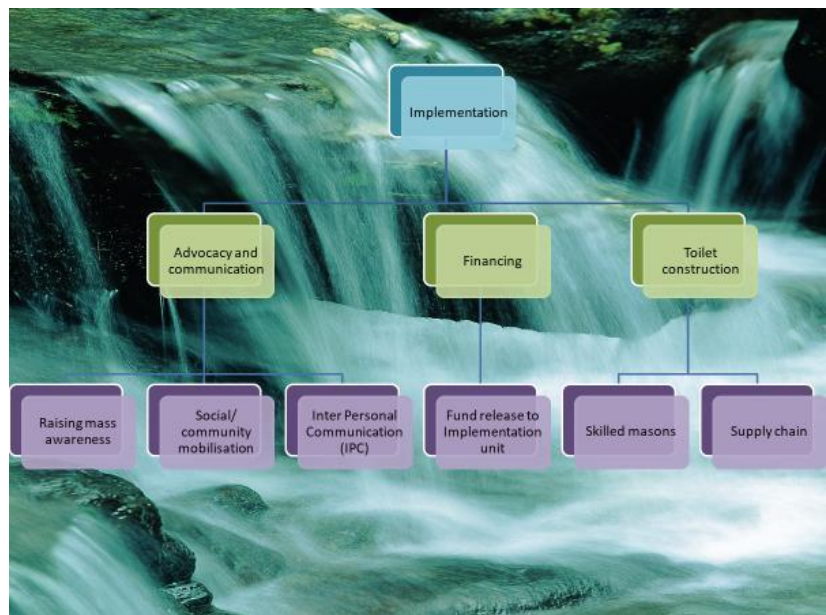 Implementation
Advocacy and
communication
Financing
Toilet
construction
Raising mass
awareness
Social/
community
mobilisation
Inter Personal
Communication
(IPC)
Fund release to
Implementation
unit
Skilled masons
Supply chain